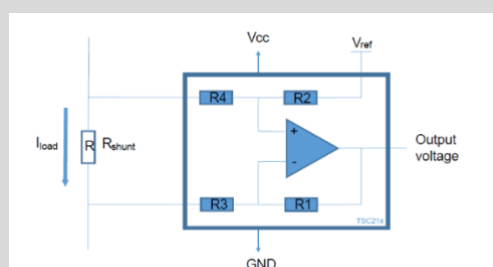 Vcc
Vref
R4
R2
+
Iload
R
Rshunt
-
Output
voltage
R3
R1
TSC21x
GND